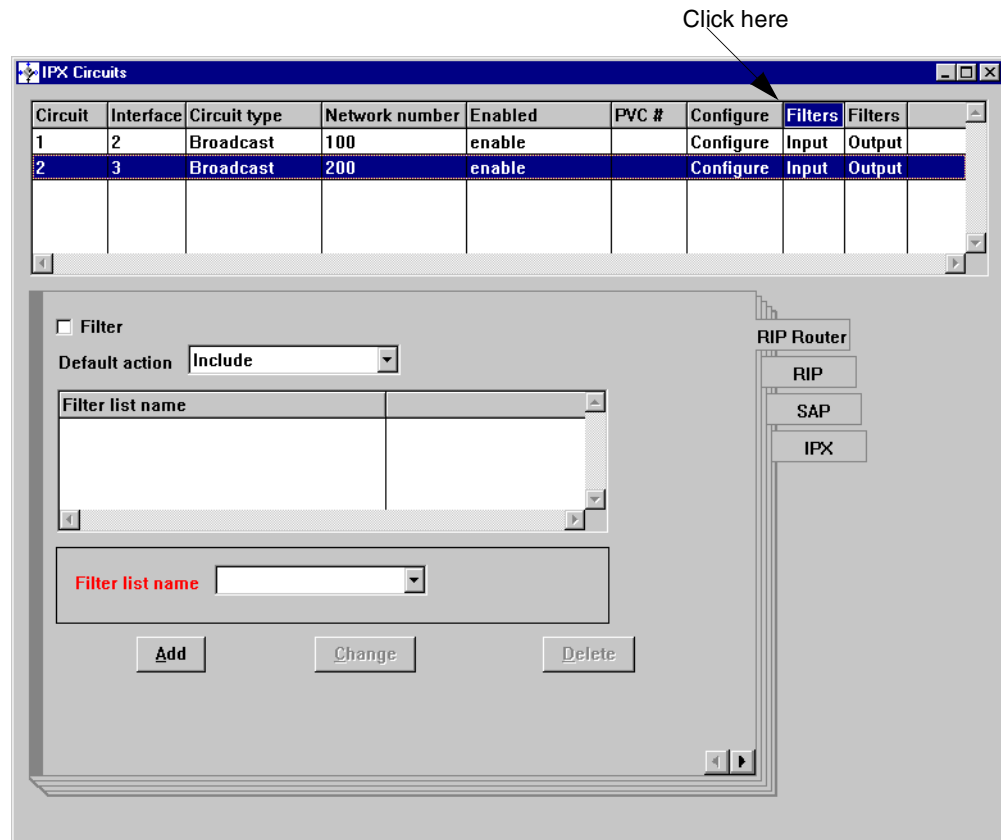 Click here
IPX Circuits
Circuit Interface Circuit type Network number Enabled PVC # Configure Filters Filters
1 2 Broadcast 100 enable Configure Input Output
2 3 Broadcast 200 enable Configure Input Output
Filter
Default action Include
Filter list name
Filter list name
Add Change Delete
RIP Router
RIP
SAP
IPX